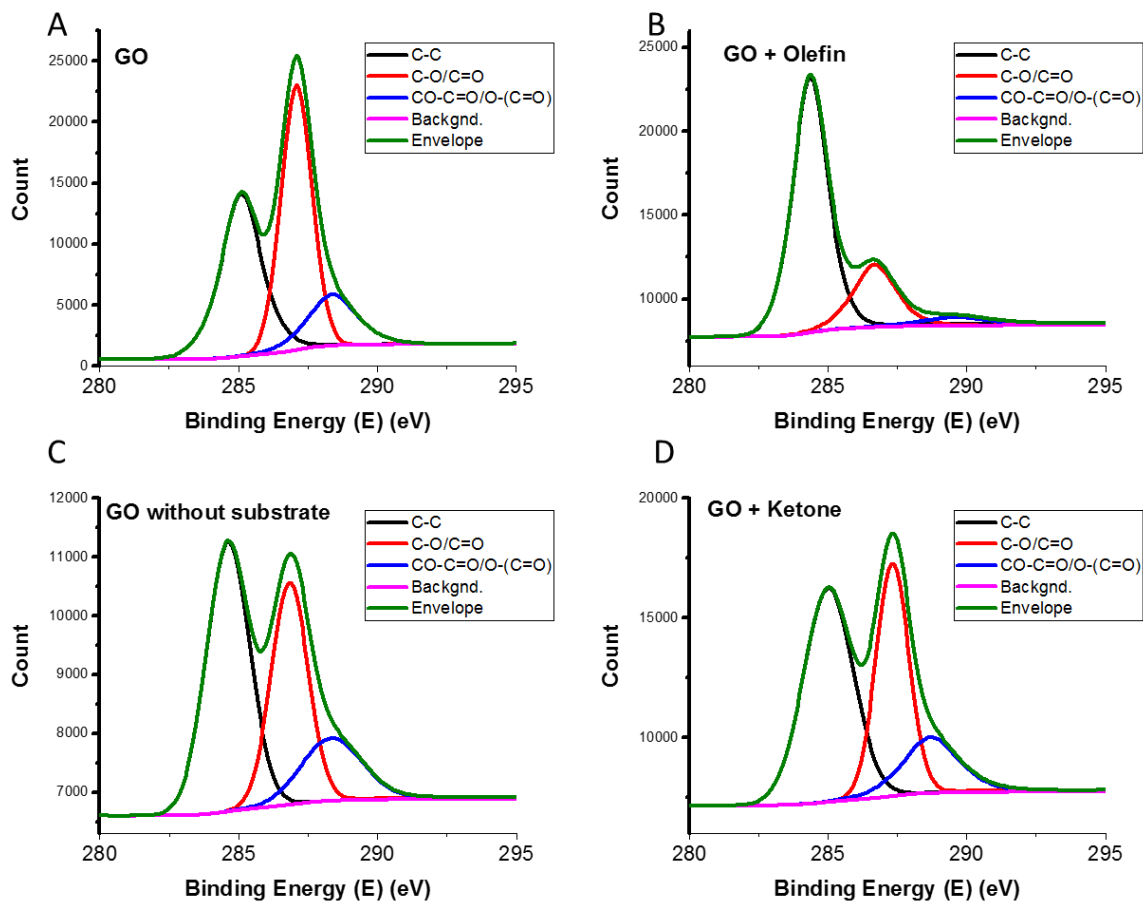 A
GO
C-C
C-O/C=O
CO-C=O/O-(C=O)
Backgnd.
Envelope
25000
20000
15000
10000
5000
0
Count
280
285
290
295
Binding Energy (E) (eV)
B
GO + Olefin
C-C
C-O/C=O
CO-C=O/O-(C=O)
Backgnd.
Envelope
25000
20000
15000
10000
Count
280
285
290
295
Binding Energy (E) (eV)
C
GO without substrate
C-C
C-O/C=O
CO-C=O/O-(C=O)
Backgnd.
Envelope
12000
11000
10000
9000
8000
7000
Count
280
285
290
295
Binding Energy (E) (eV)
D
GO + Ketone
C-C
C-O/C=O
CO-C=O/O-(C=O)
Backgnd.
Envelope
20000
15000
10000
Count
280
285
290
295
Binding Energy (E) (eV)